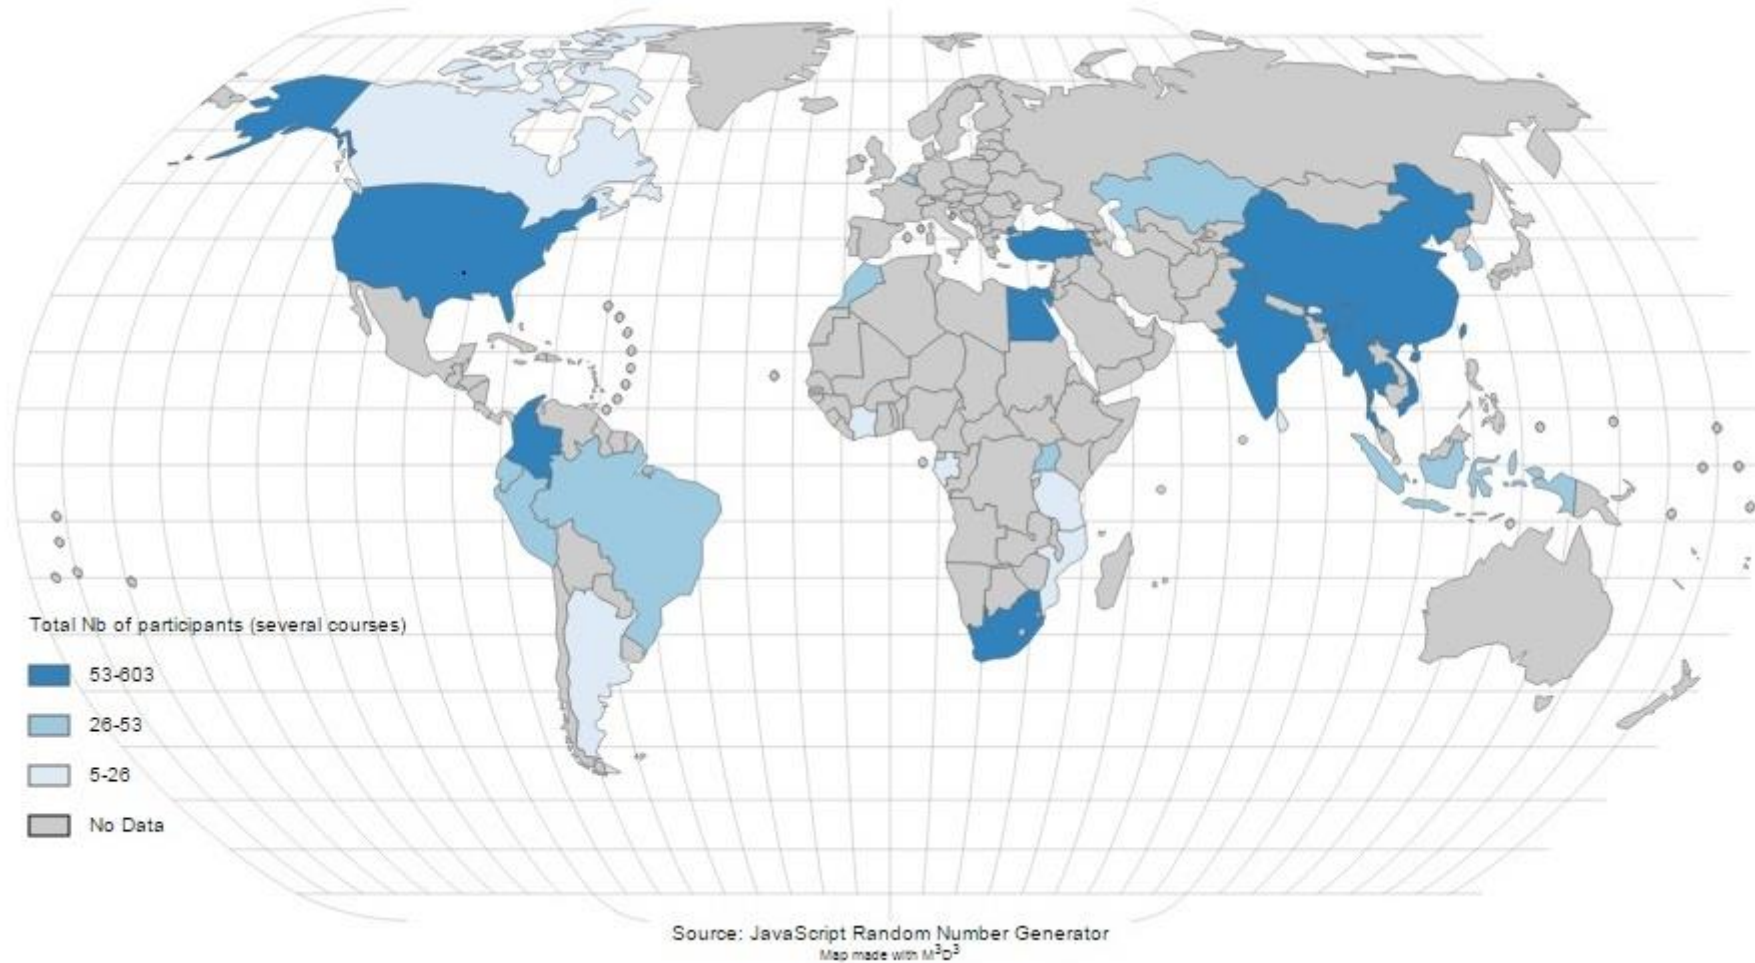 Total Nb of participants (several courses)
53-603
26-53
5-26
No Data
Source: JavaScript Random Number Generator
Map made with M³D³